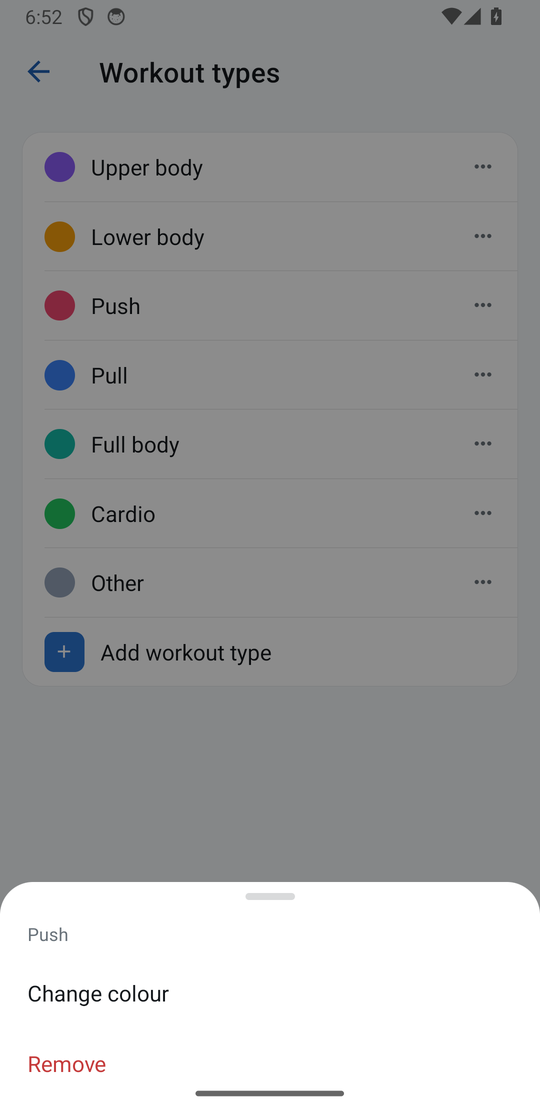 6:52
Workout types
Upper body
Lower body
Push
Pull
Full body
Cardio
Other
Add workout type
Push
Change colour
Remove